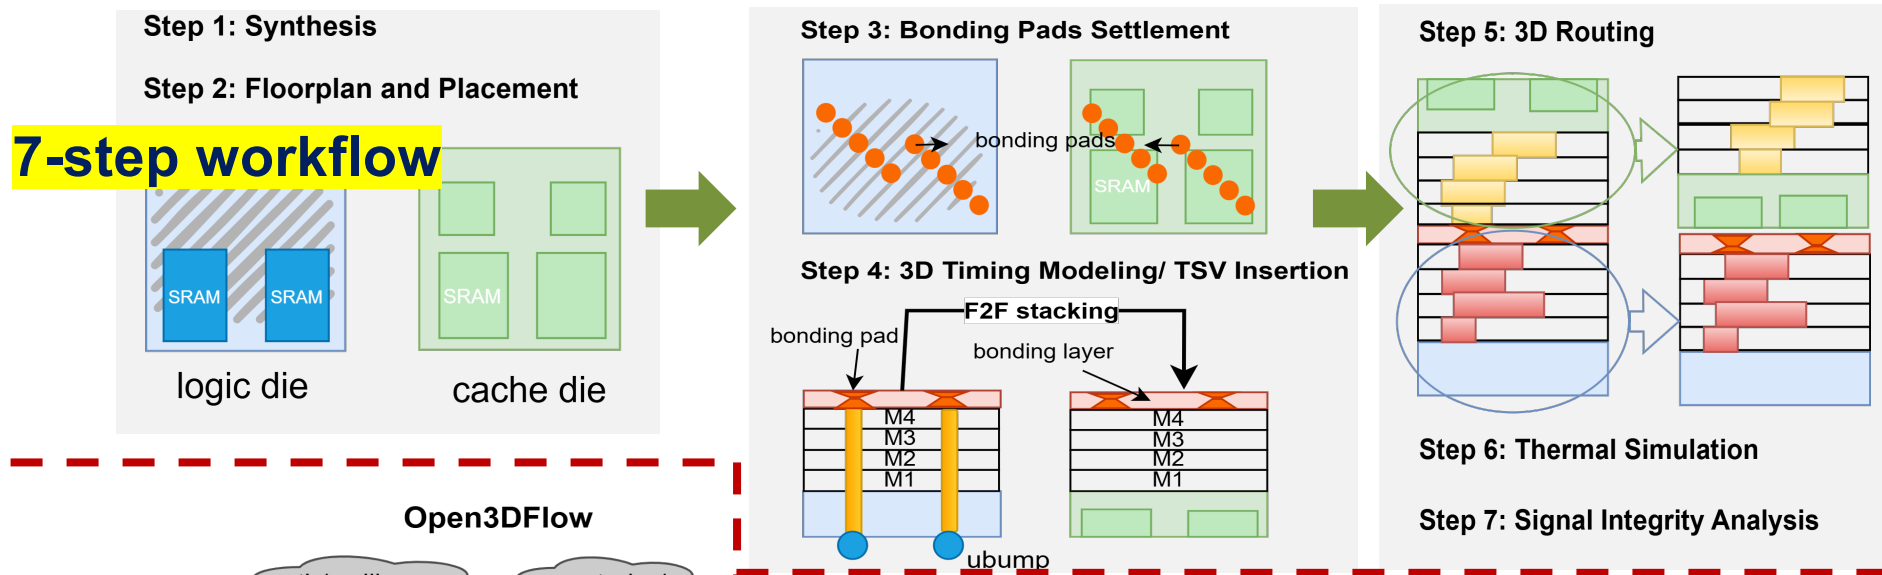 Step 1: Synthesis
Step 2: Floorplan and Placement
7-step workflow
SRAM
SRAM
SRAM
logic die
cache die
Step 3: Bonding Pads Settlement
bonding pads
SRAM
Step 4: 3D Timing Modeling/ TSV Insertion
F2F stacking
bonding pad
bonding layer
M4
M3
M2
M1
M4
M3
M2
M1
ubump
Step 5: 3D Routing
Step 6: Thermal Simulation
Step 7: Signal Integrity Analysis
Open3DFlow